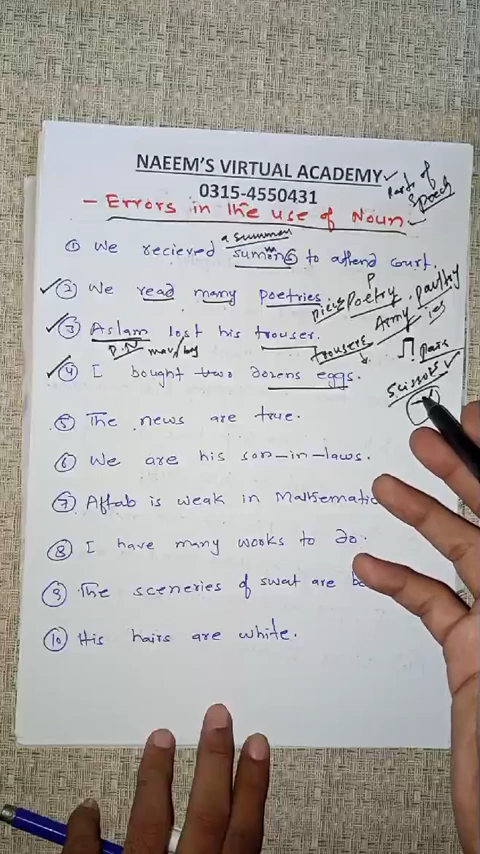 NAEEM'S VIRTUAL ACADEMY
0315-4550431
Parts of Speech
- Errors in the use of Noun.
a summon
① We recieved summons to attend court.
② We read many poetries
Poetry
Poultry
Army
ies
③ Aslam lost his trouser.
P.N man/boy
trousers
Pair
④ I bought two dozens eggs.
Scissors
⑤ The news are true.
⑥ We are his son-in-laws.
⑦ Aftab is weak in Mathematic
⑧ I have many wooks to do.
⑨ The sceneries of swat are be
⑩ His hairs are white.